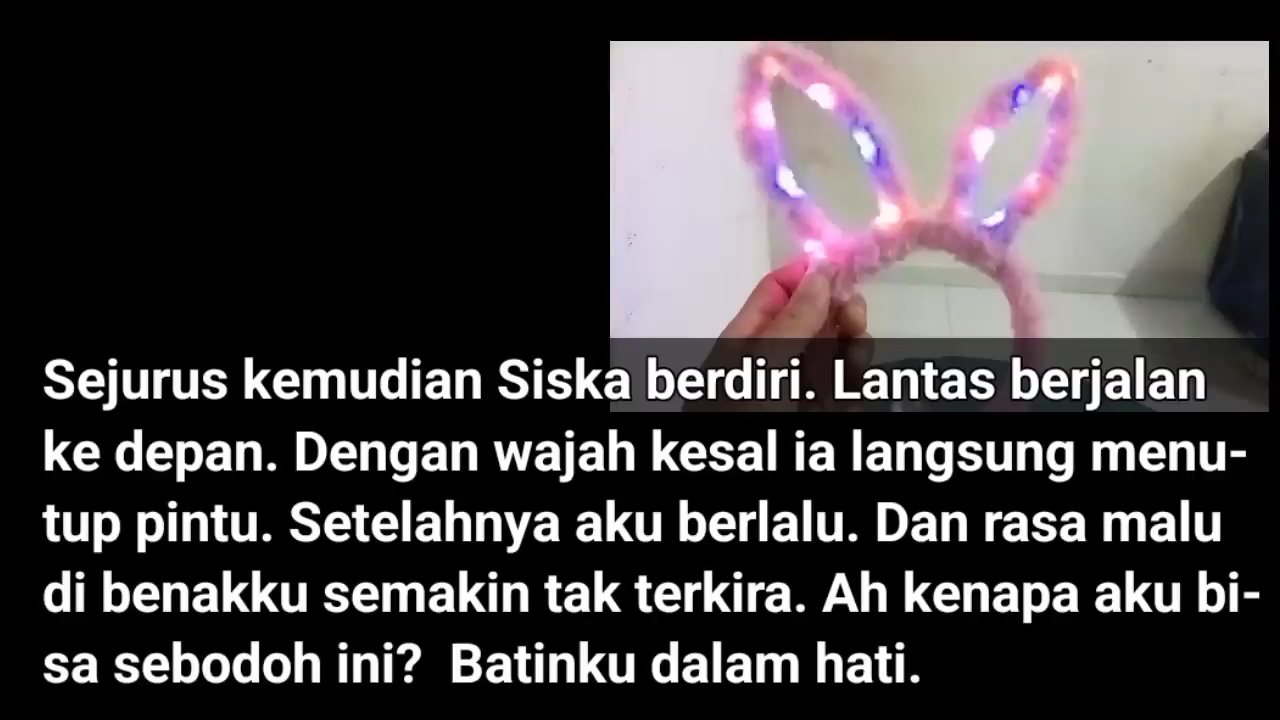 Sejurus kemudian Siska berdiri. Lantas berjalan
ke depan. Dengan wajah kesal ia langsung menu-
tup pintu. Setelahnya aku berlalu. Dan rasa malu
di benakku semakin tak terkira. Ah kenapa aku bi-
sa sebodoh ini?  Batinku dalam hati.